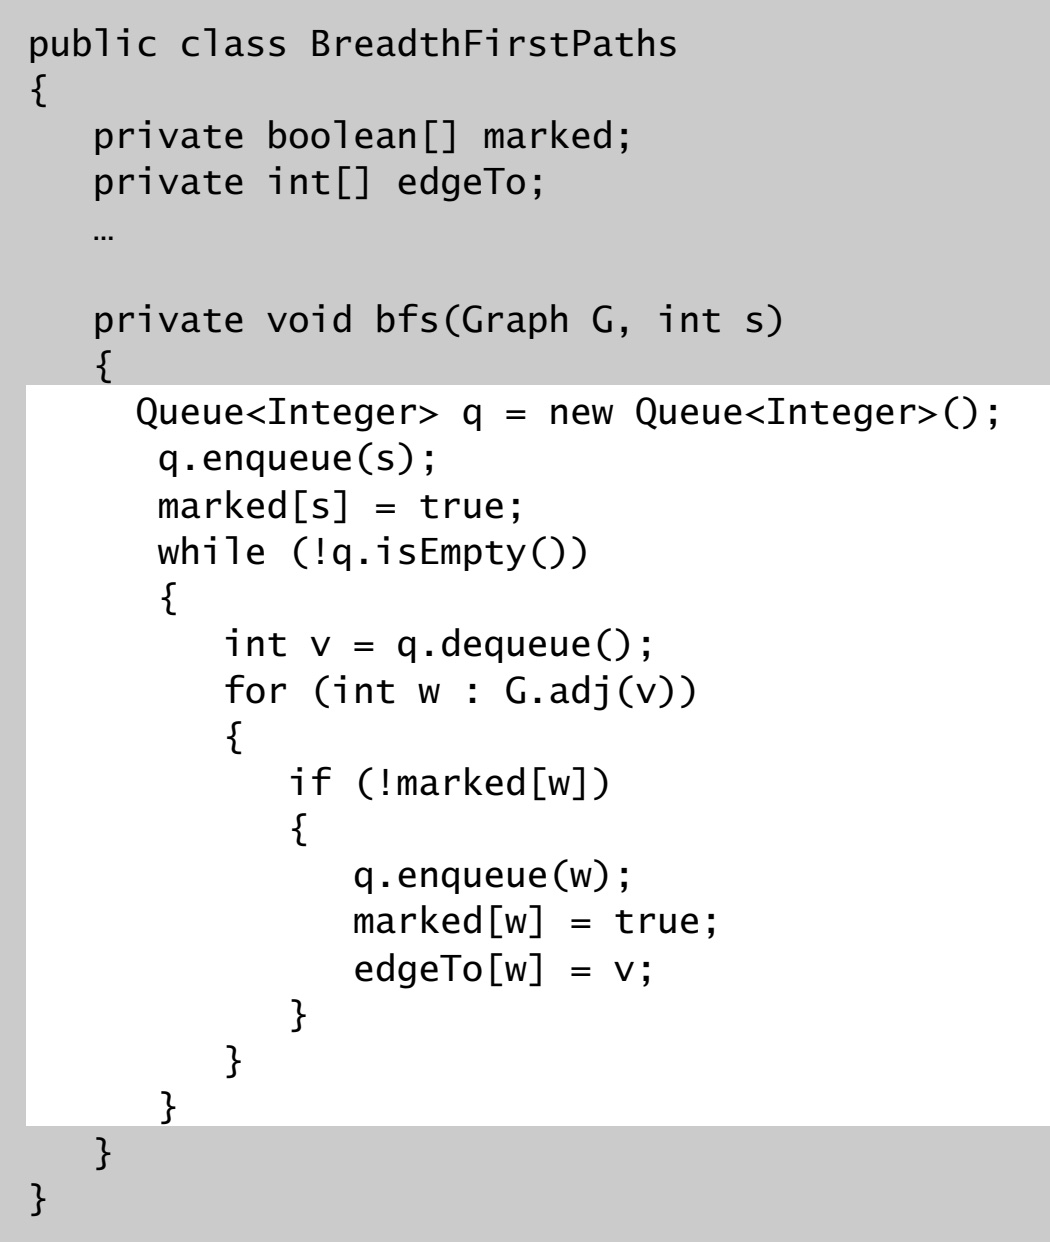 public class BreadthFirstPaths
{
   private boolean[] marked;
   private int[] edgeTo;
   …

   private void bfs(Graph G, int s)
   {
     Queue<Integer> q = new Queue<Integer>();
      q.enqueue(s);
      marked[s] = true;
      while (!q.isEmpty())
      {
         int v = q.dequeue();
         for (int w : G.adj(v))
         {
            if (!marked[w])
            {
               q.enqueue(w);
               marked[w] = true;
               edgeTo[w] = v;
            }
         }
      }
   }
}